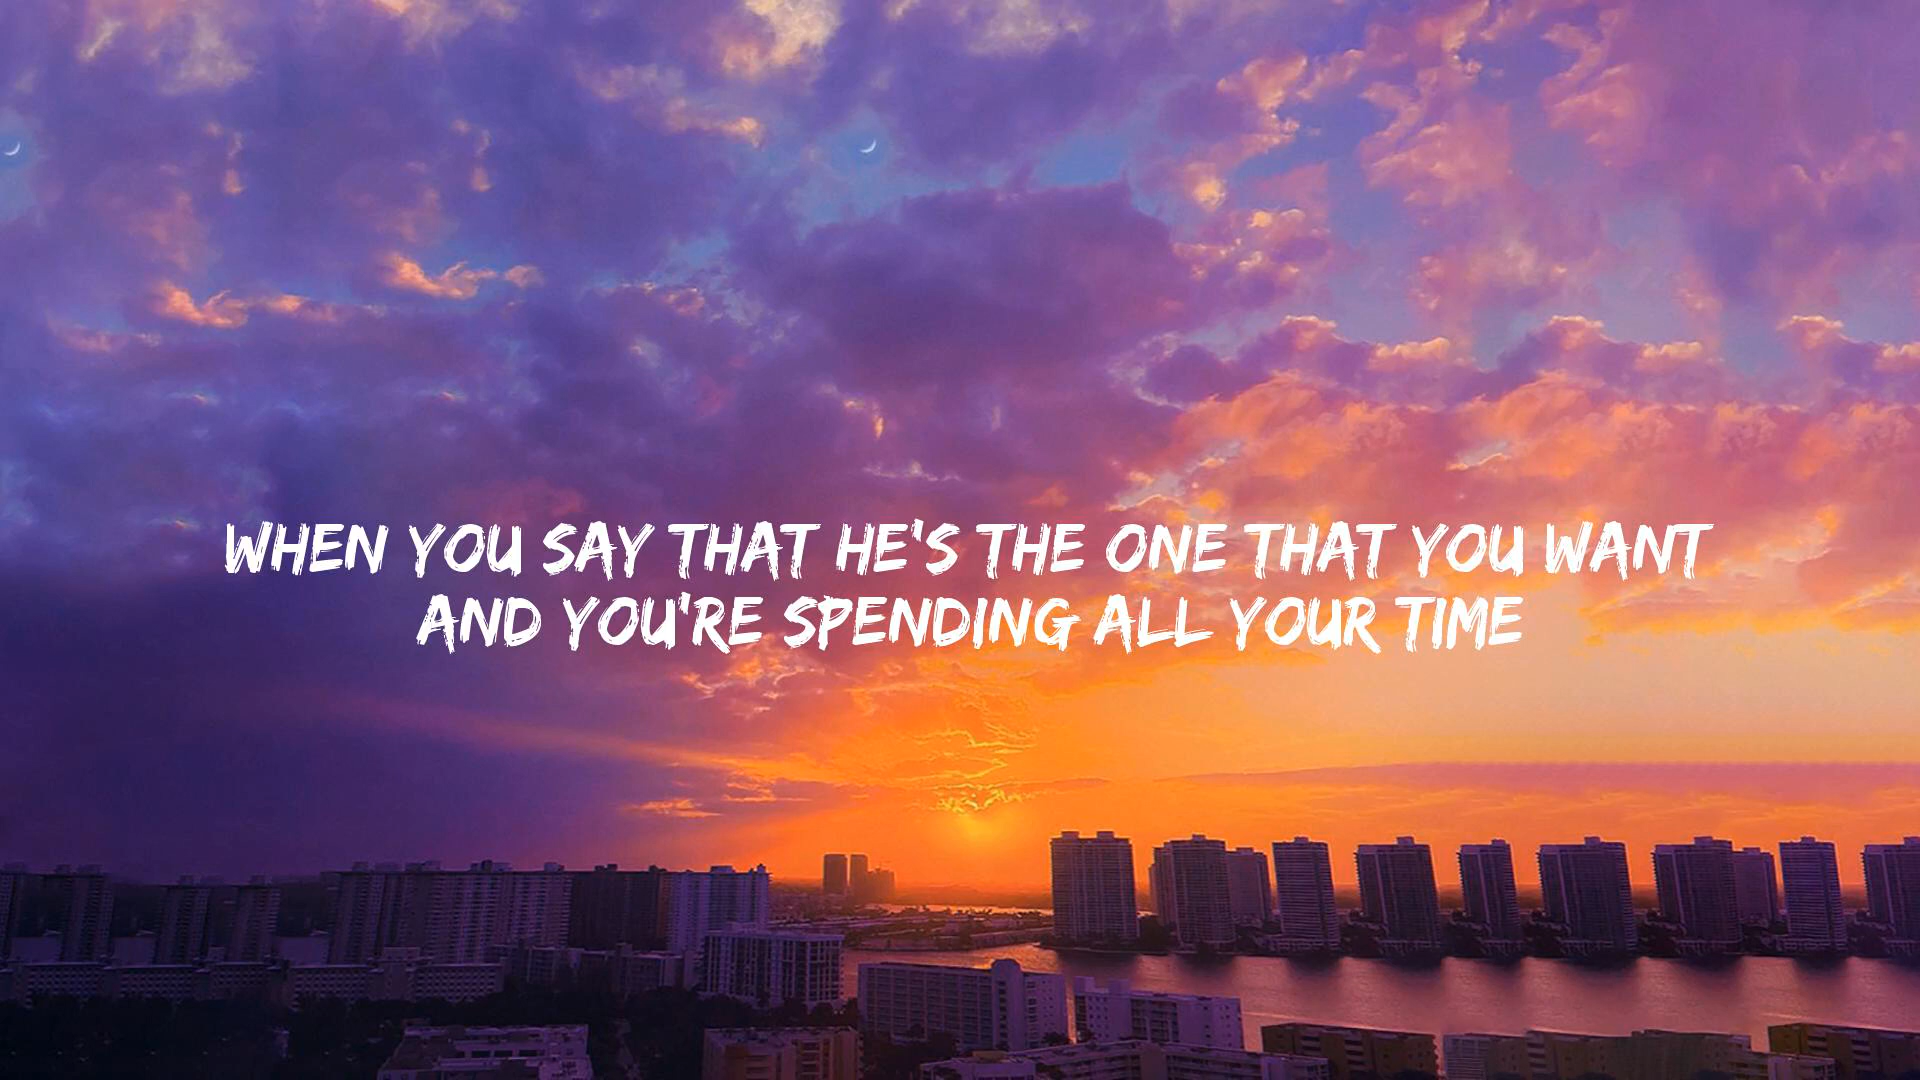 WHEN YOU SAY THAT HE'S THE ONE THAT YOU WANT
AND YOU'RE SPENDING ALL YOUR TIME